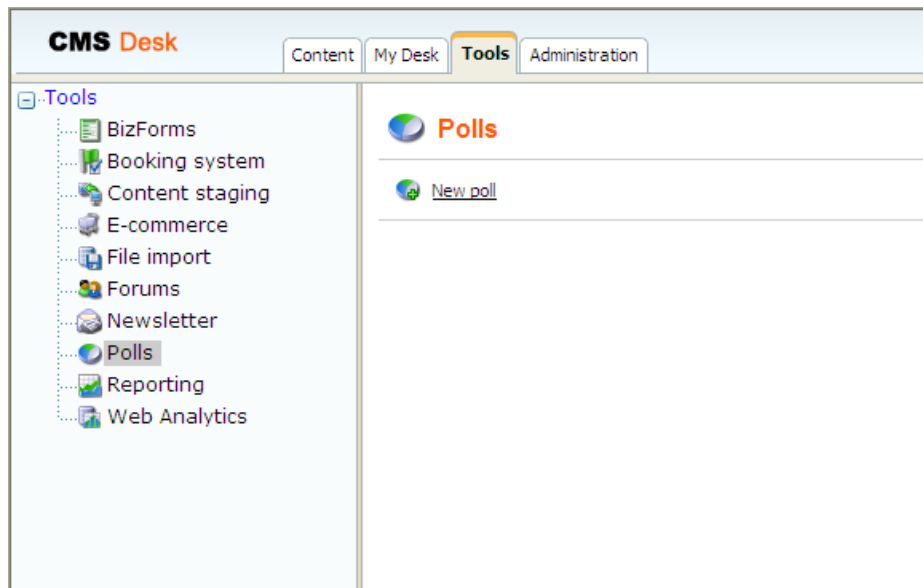 CMS Desk
Content My Desk Tools Administration
Tools
BizForms
Booking system
Content staging
E-commerce
File import
Forums
Newsletter
Polls
Reporting
Web Analytics
Polls
New poll